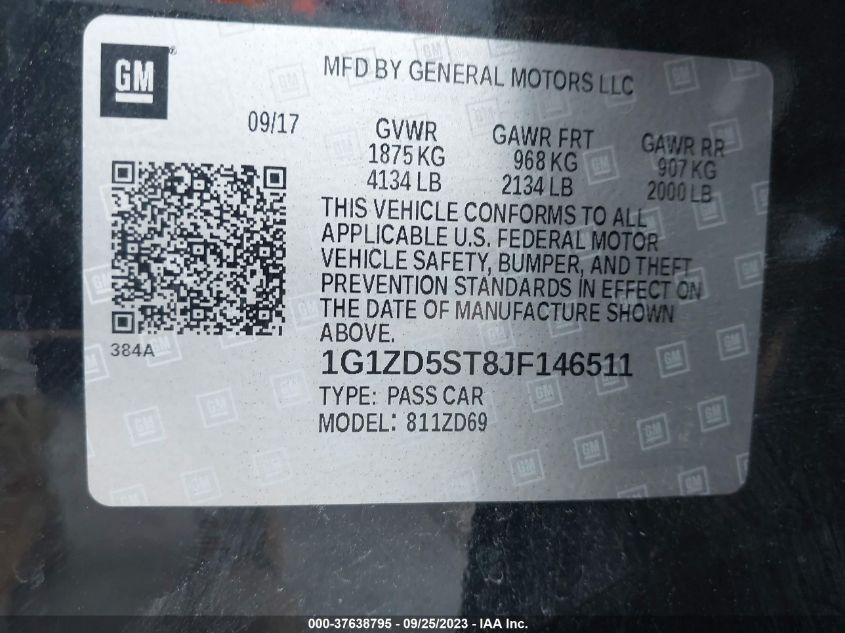 GM®
MFD BY GENERAL MOTORS LLC
09/17
GVWR
1875 KG
4134 LB
GAWR FRT
968 KG
2134 LB
GAWR RR
907 KG
2000 LB
THIS VEHICLE CONFORMS TO ALL
APPLICABLE U.S. FEDERAL MOTOR
VEHICLE SAFETY, BUMPER, AND THEFT
PREVENTION STANDARDS IN EFFECT ON
THE DATE OF MANUFACTURE SHOWN
ABOVE.
384A
1G1ZD5ST8JF146511
TYPE: PASS CAR
MODEL: 811ZD69
000-37638795 - 09/25/2023 - IAA Inc.